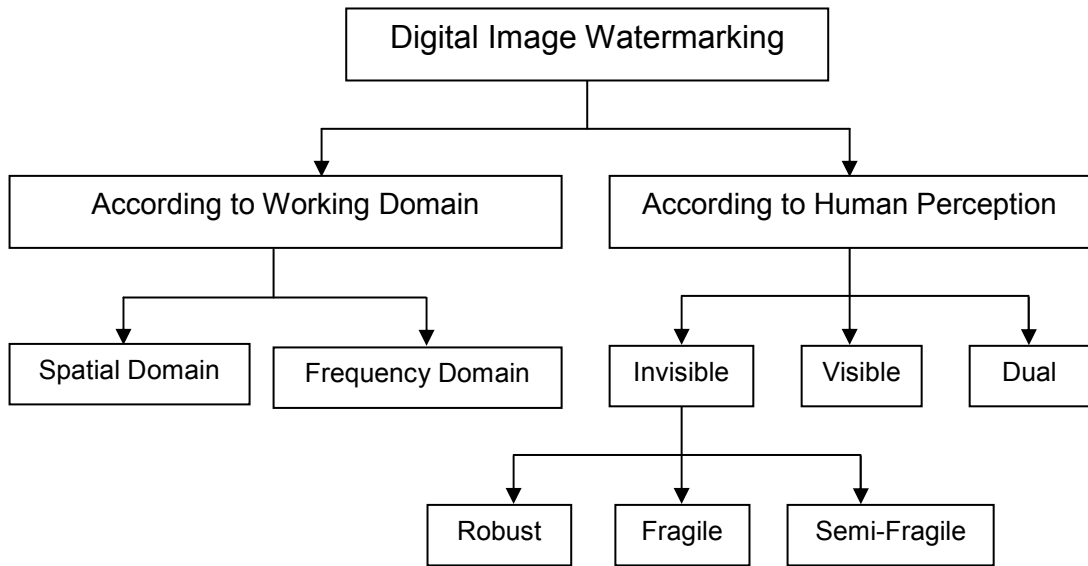 Digital Image Watermarking
According to Working Domain
According to Human Perception
Spatial Domain
Frequency Domain
Invisible
Visible
Dual
Robust
Fragile
Semi-Fragile